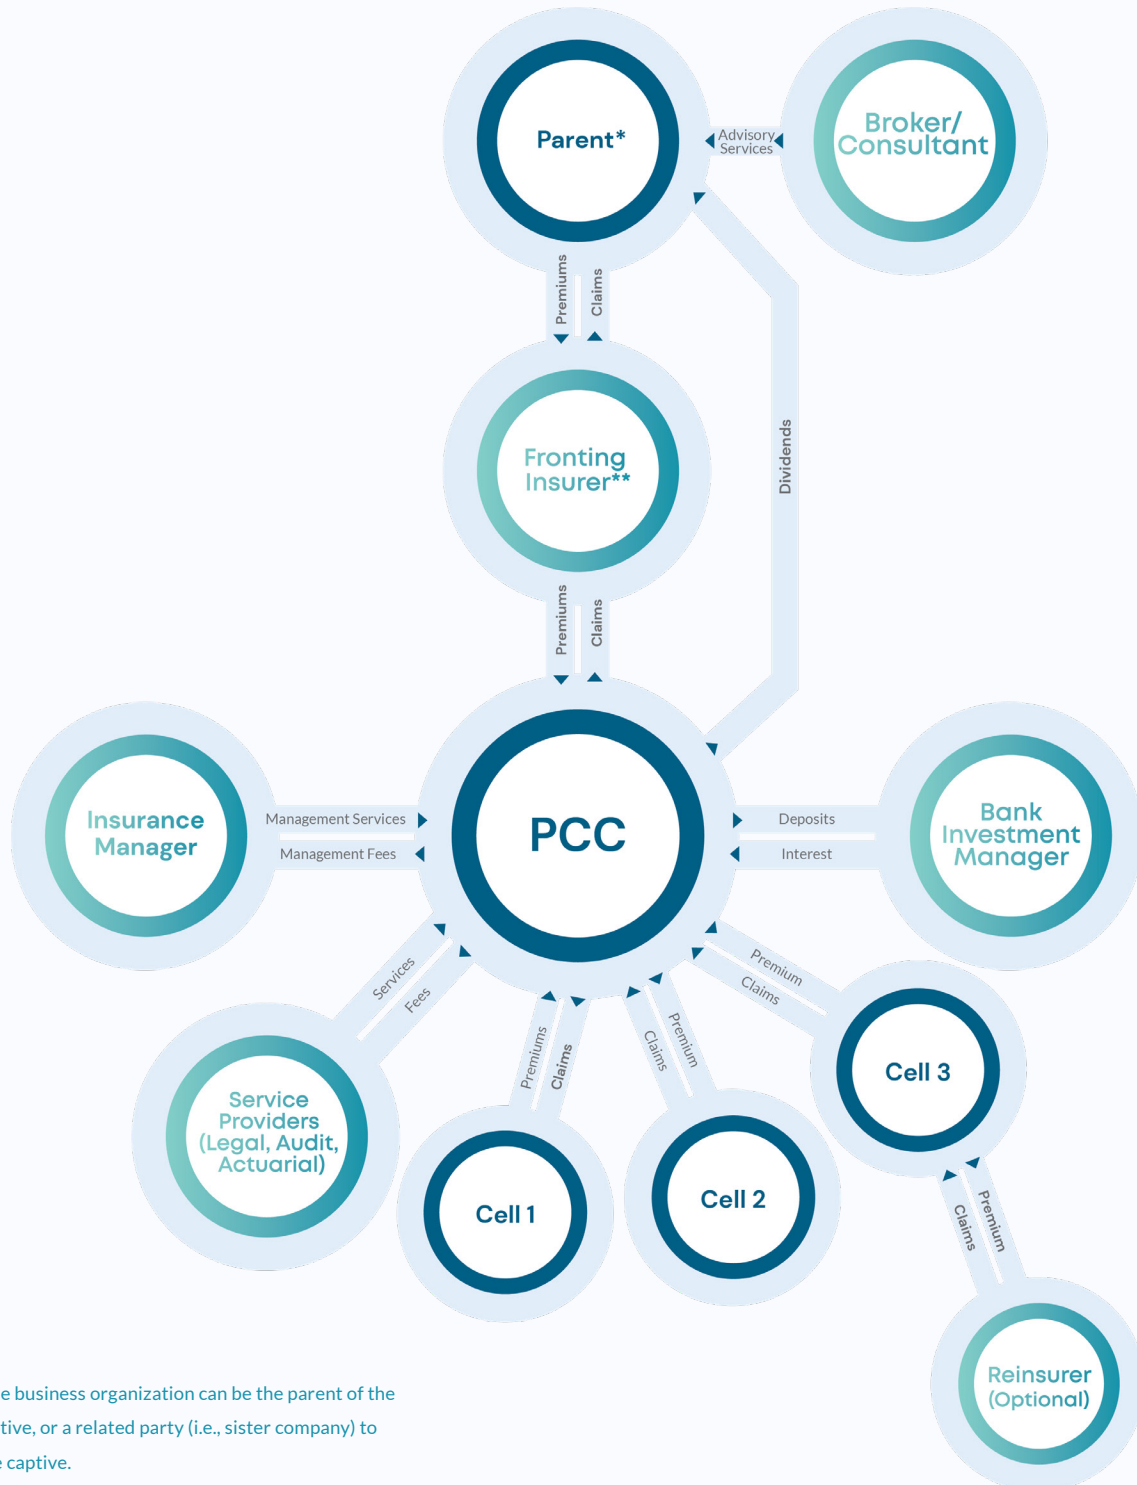 Parent*
Broker/
Consultant
Advisory
Services
Premiums
Claims
Fronting
Insurer**
Dividends
Premiums
Claims
Insurance
Manager
Management Services
Management Fees
PCC
Deposits
Interest
Bank
Investment
Manager
Services
Fees
Premiums
Claims
Claims
Premium
Premium
Claims
Service
Providers
(Legal, Audit,
Actuarial)
Cell 1
Cell 2
Cell 3
Claims
Premium
Reinsurer
(Optional)
e business organization can be the parent of the
tive, or a related party (i.e., sister company) to
e captive.